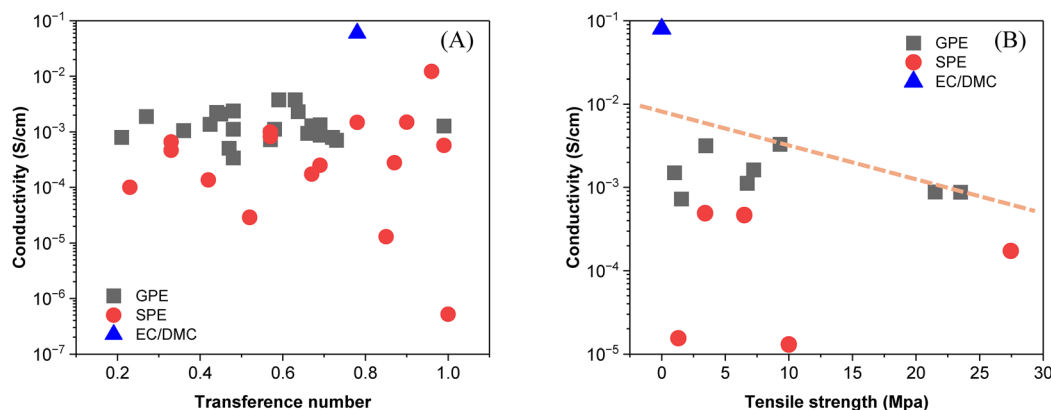 (A)
Conductivity (S/cm)
10⁻¹
10⁻²
10⁻³
10⁻⁴
10⁻⁵
10⁻⁶
10⁻⁷
GPE
SPE
EC/DMC
0.2 0.4 0.6 0.8 1.0
Transference number
(B)
Conductivity (S/cm)
10⁻¹
10⁻²
10⁻³
10⁻⁴
10⁻⁵
GPE
SPE
EC/DMC
0 5 10 15 20 25 30
Tensile strength (Mpa)